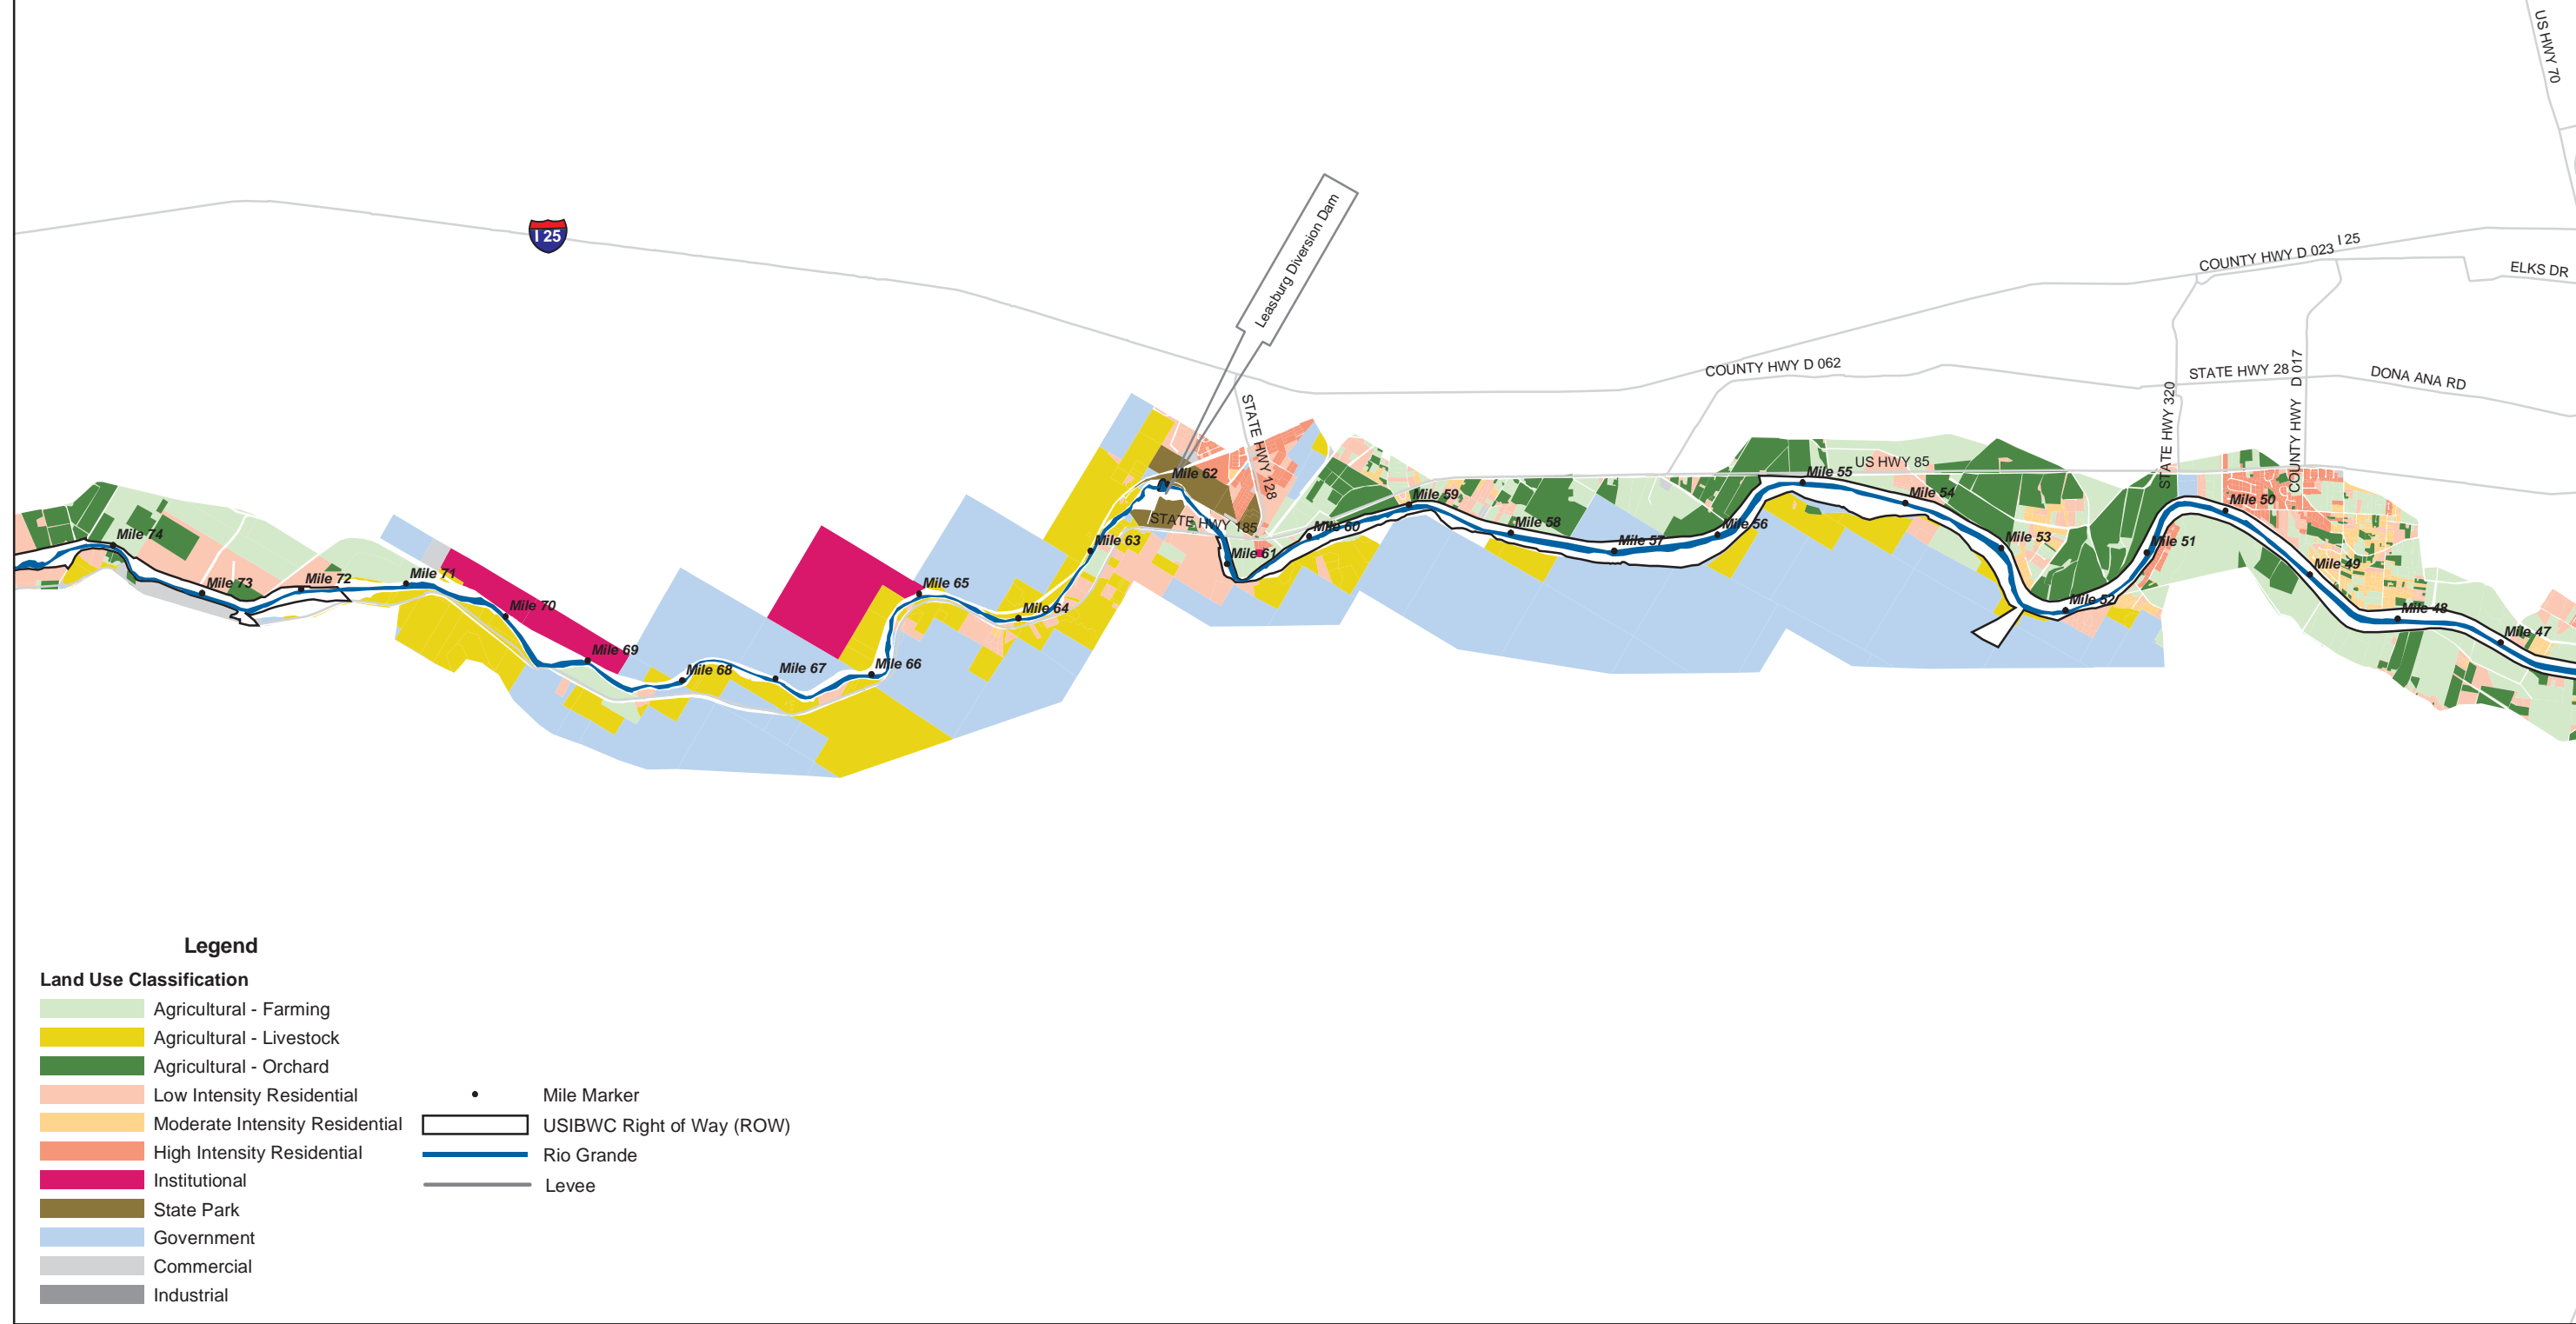 US HWY 70
I 25
Leasburg Diversion Dam
COUNTY HWY D 023
I 25
ELKS DR
COUNTY HWY D 062
STATE HWY 28
DONA ANA RD
STATE HWY 320
COUNTY HWY D 017
STATE HWY 128
STATE HWY 185
US HWY 85
Mile 74
Mile 73
Mile 72
Mile 71
Mile 70
Mile 69
Mile 68
Mile 67
Mile 66
Mile 65
Mile 64
Mile 63
Mile 62
Mile 61
Mile 60
Mile 59
Mile 58
Mile 57
Mile 56
Mile 55
Mile 54
Mile 53
Mile 52
Mile 51
Mile 50
Mile 49
Mile 48
Mile 47
Legend
Land Use Classification
Agricultural - Farming
Agricultural - Livestock
Agricultural - Orchard
Low Intensity Residential
Moderate Intensity Residential
High Intensity Residential
Institutional
State Park
Government
Commercial
Industrial
Mile Marker
USIBWC Right of Way (ROW)
Rio Grande
Levee